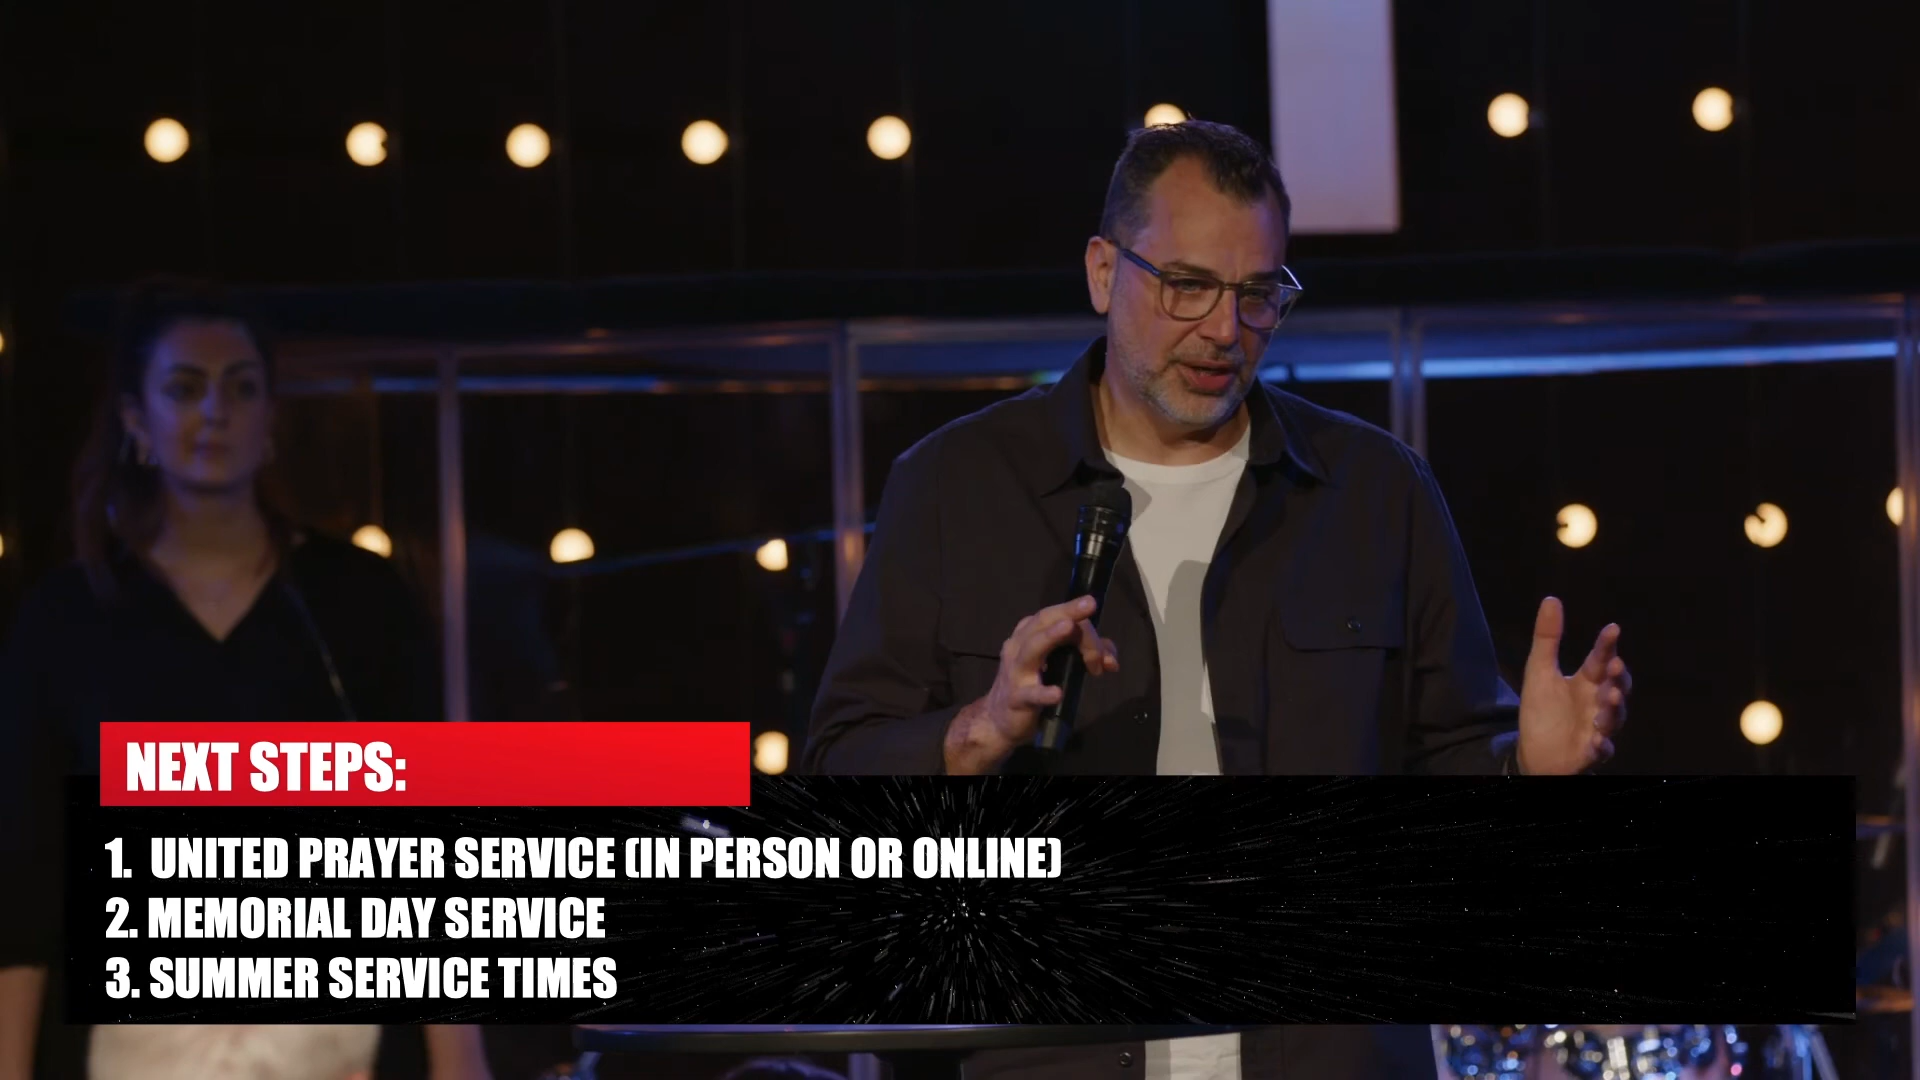 NEXT STEPS:
1. UNITED PRAYER SERVICE (IN PERSON OR ONLINE)
2. MEMORIAL DAY SERVICE
3. SUMMER SERVICE TIMES